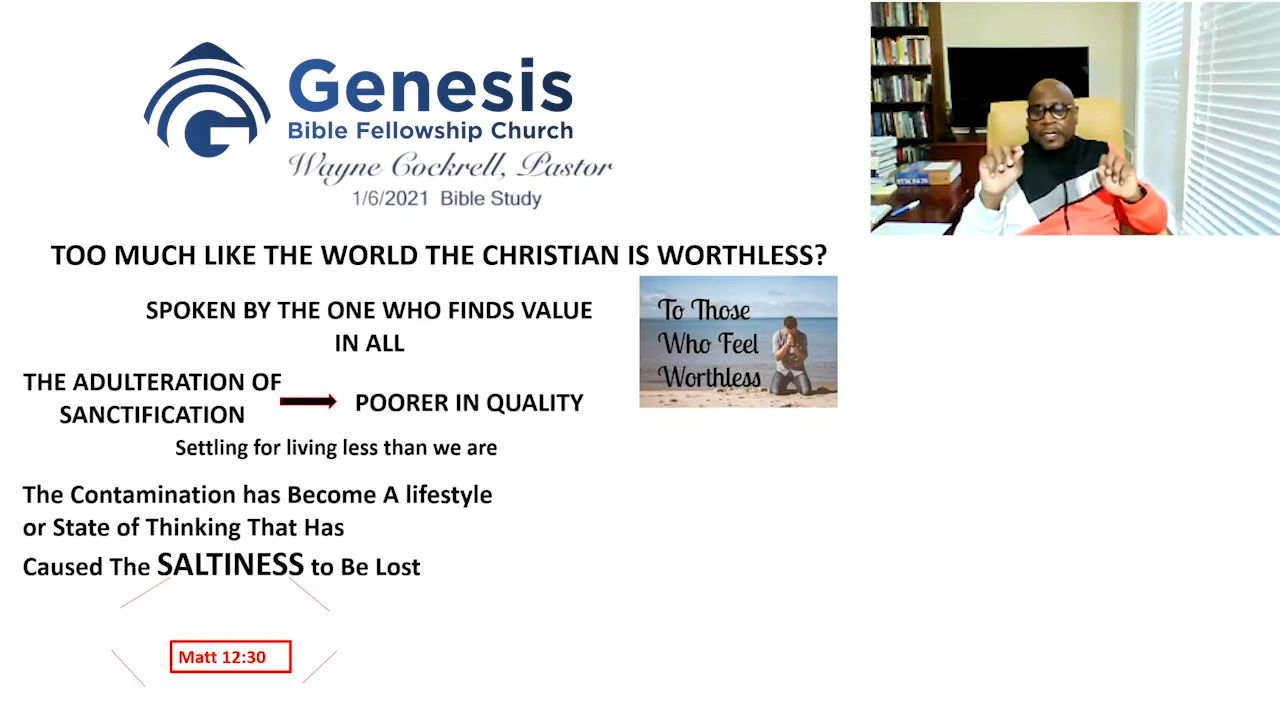 Genesis
Bible Fellowship Church
Wayne Cockrell, Pastor
1/6/2021 Bible Study
TOO MUCH LIKE THE WORLD THE CHRISTIAN IS WORTHLESS?
SPOKEN BY THE ONE WHO FINDS VALUE
IN ALL
To Those
Who Feel
Worthless
THE ADULTERATION OF
SANCTIFICATION
POORER IN QUALITY
Settling for living less than we are
The Contamination has Become A lifestyle
or State of Thinking That Has
Caused The SALTINESS to Be Lost
Matt 12:30
STRONG'S